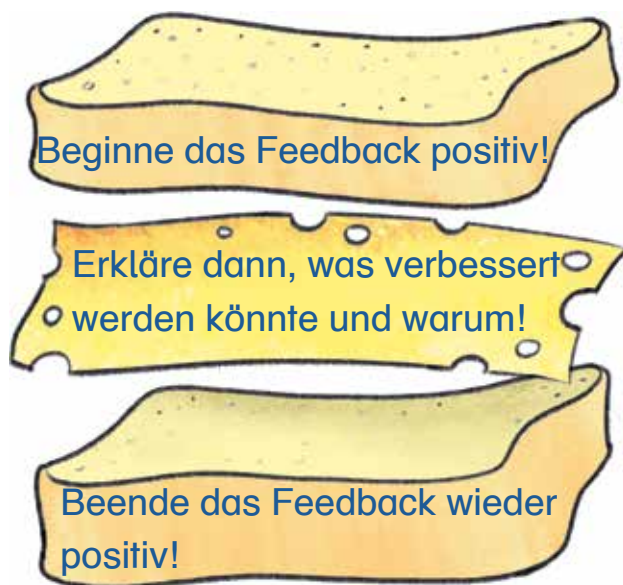 Beginne das Feedback positiv!
Erkläre dann, was verbessert
werden könnte und warum!
Beende das Feedback wieder
positiv!